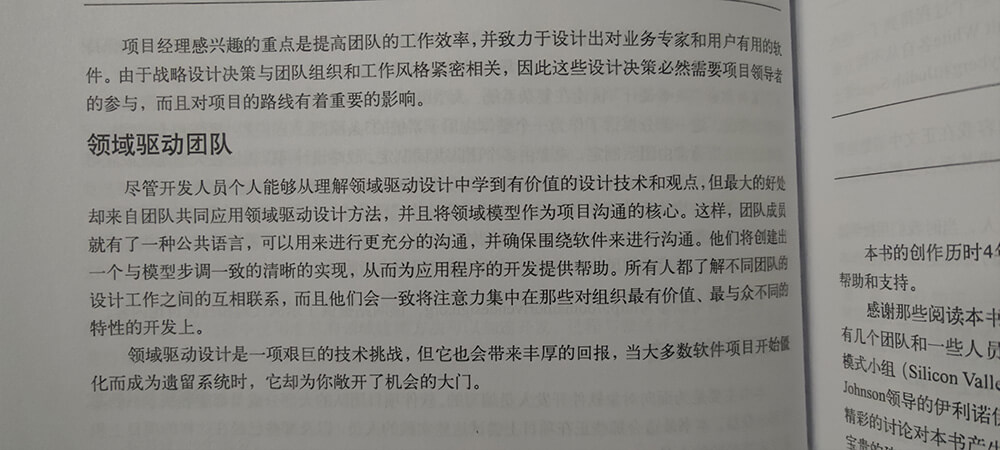 项目经理感兴趣的重点是提高团队的工作效率,并致力于设计出对业务专家和用户有用的软
件。由于战略设计决策与团队组织和工作风格紧密相关，因此这些设计决策必然需要项目领导者
的参与，而且对项目的路线有着重要的影响。
领域驱动团队
尽管开发人员个人能够从理解领域驱动设计中学到有价值的设计技术和观点,但最大的好处
却来自团队共同应用领域驱动设计方法，并且将领域模型作为项目沟通的核心。这样，团队成员
就有了一种公共语言，可以用来进行更充分的沟通，并确保围绕软件来进行沟通。他们将创建出
一个与模型步调一致的清晰的实现，从而为应用程序的开发提供帮助。所有人都了解不同团队的
设计工作之间的互相联系，而且他们会一致将注意力集中在那些对组织最有价值、最与众不同的
特性的开发上。
领域驱动设计是一项艰巨的技术挑战，但它也会带来丰厚的回报，当大多数软件项目开始僵
化而成为遗留系统时，它却为你敞开了机会的大门。
本书的创作历时4年
帮助和支持。
感谢那些阅读本书
有几个团队和一些人员
模式小组（Silicon Valle
Johnson领导的伊利诺
精彩的讨论对本书产生
宝贵的